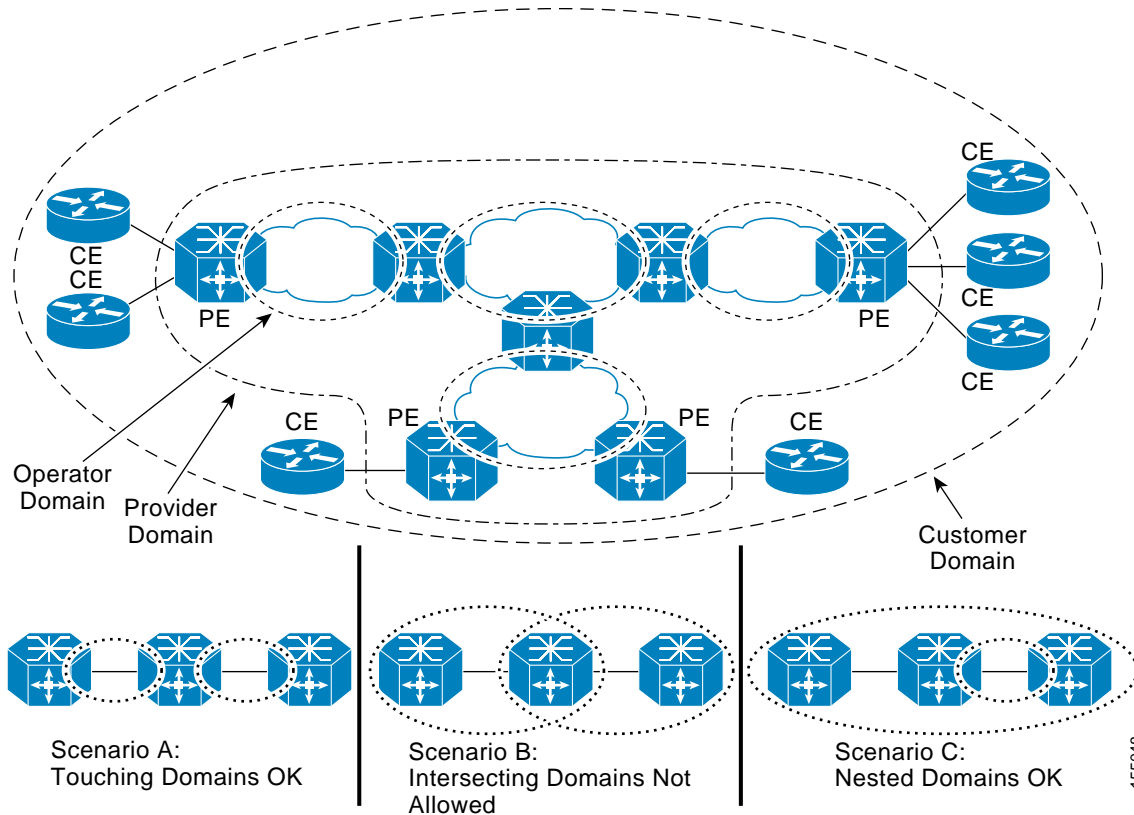 CE
CE
CE
CE
PE
PE
CE
CE
CE
PE
PE
CE
Operator
Domain
Provider
Domain
Customer
Domain
Scenario A:
Touching Domains OK
Scenario B:
Intersecting Domains Not
Allowed
Scenario C:
Nested Domains OK